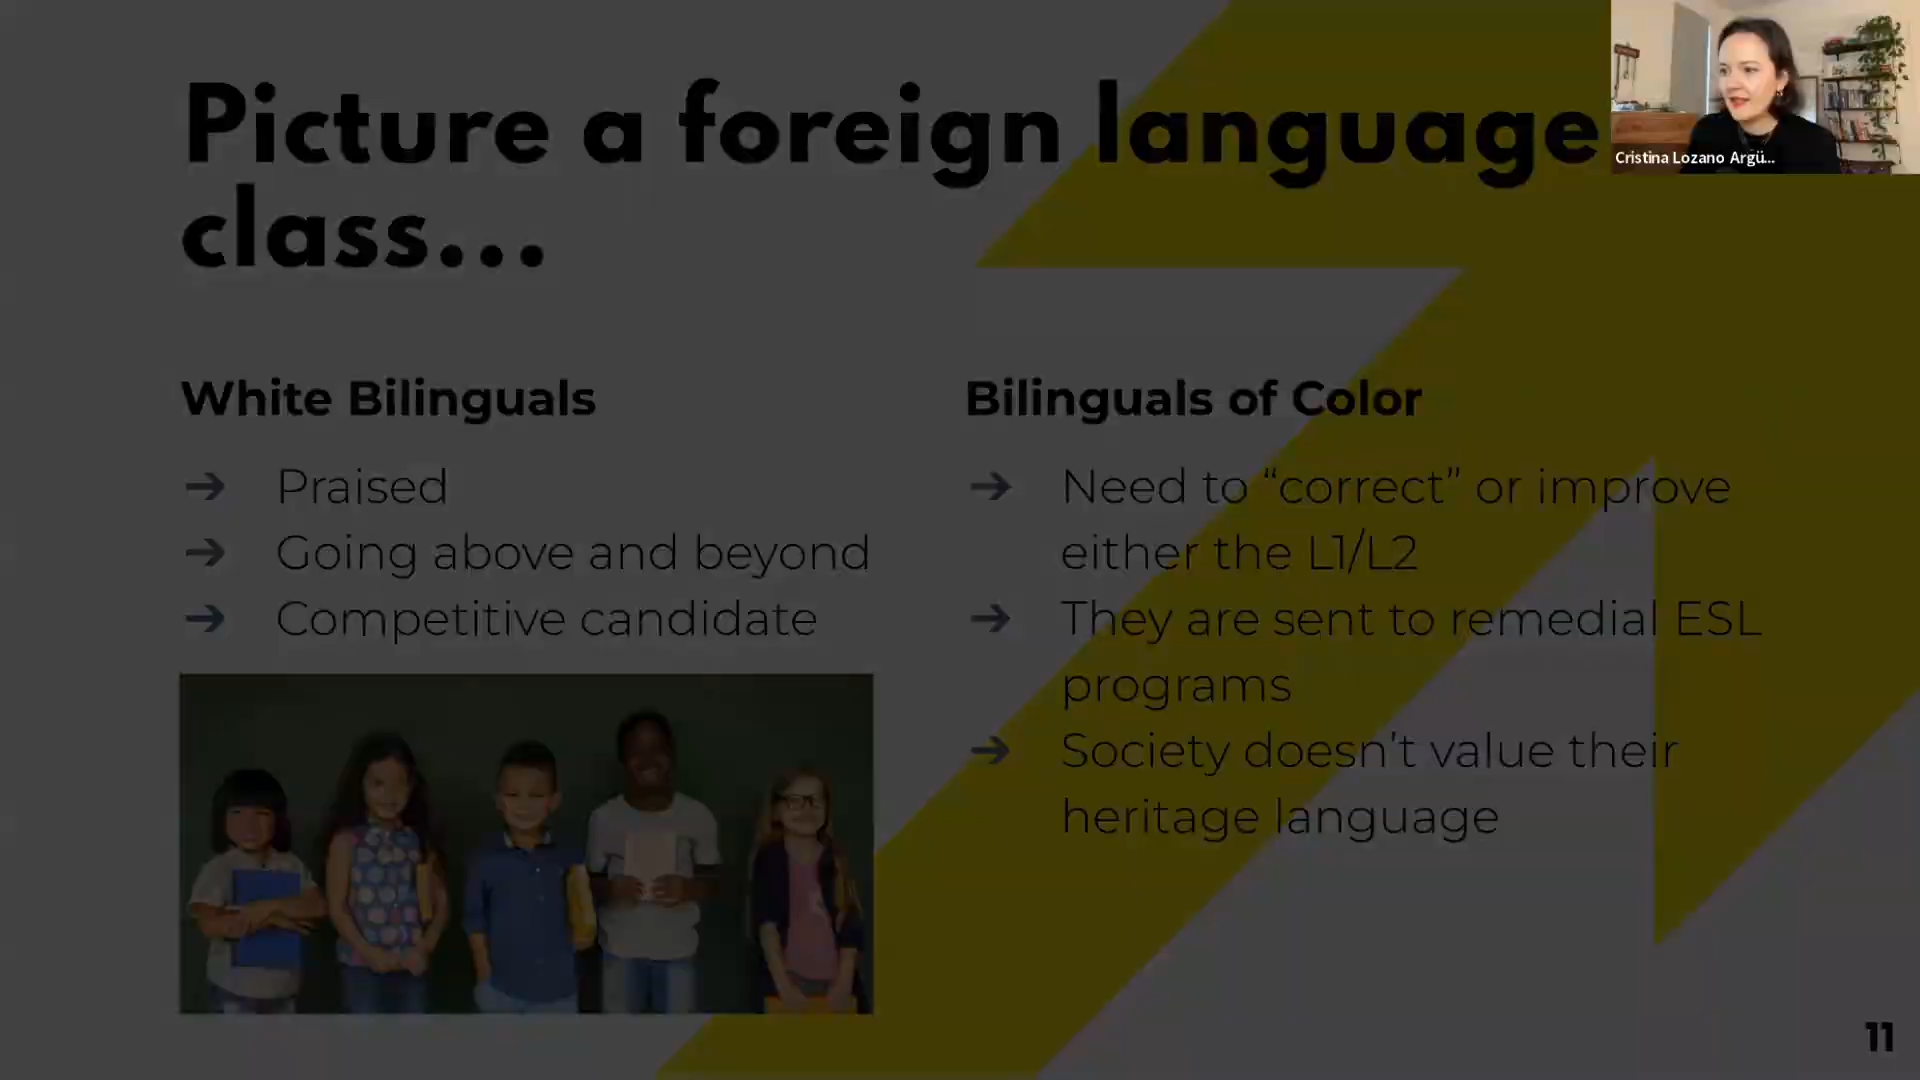 Picture a foreign language
class...
Cristina Lozano Argü...
White Bilinguals
➔ Praised
➔ Going above and beyond
➔ Competitive candidate
Bilinguals of Color
➔ Need to “correct” or improve
either the L1/L2
➔ They are sent to remedial ESL
programs
➔ Society doesn’t value their
heritage language
11